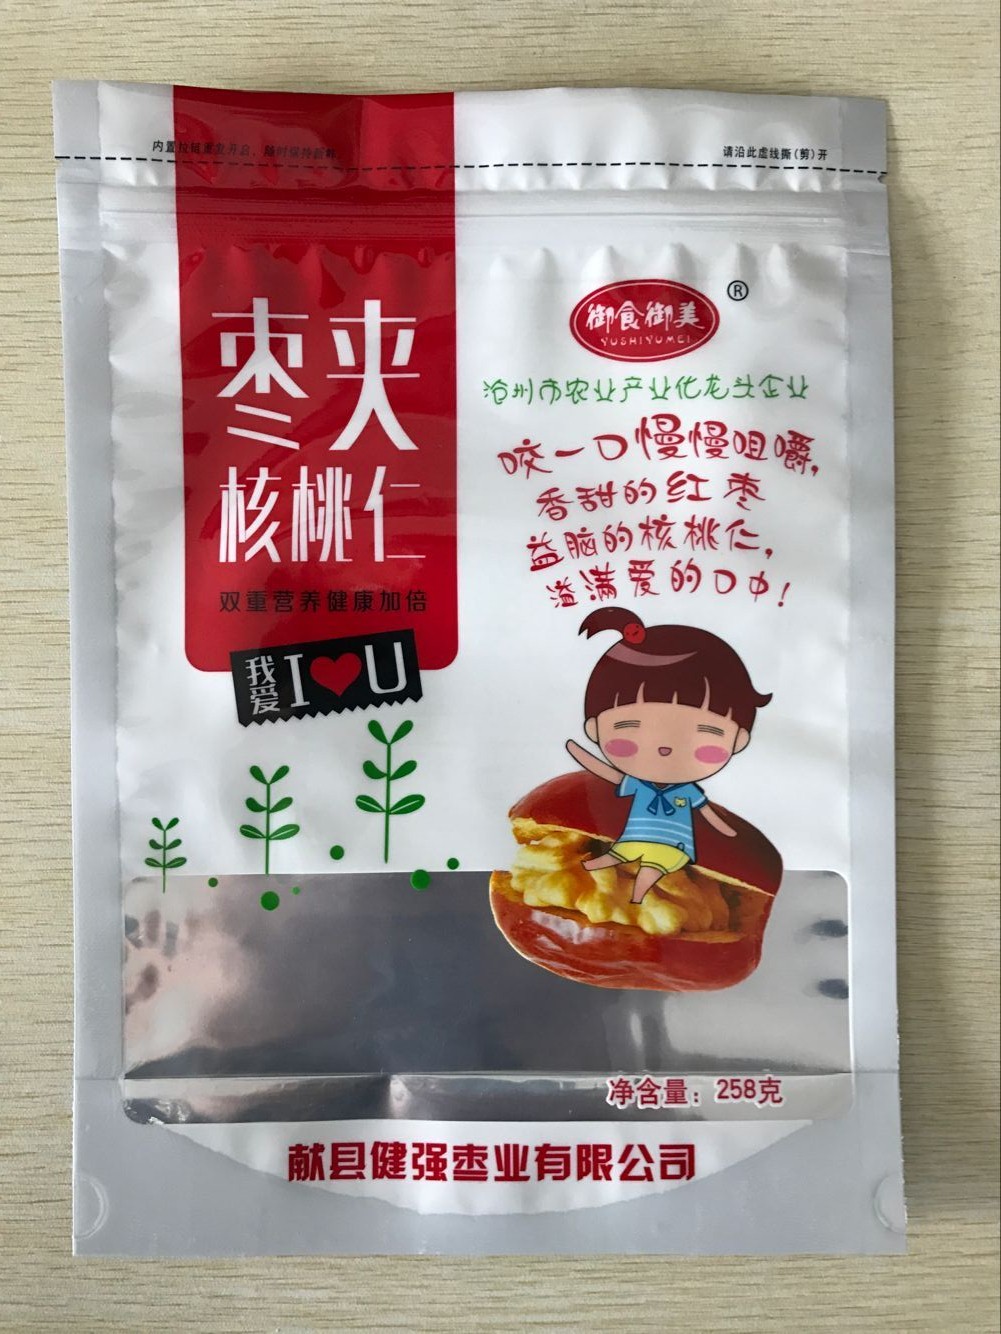 内置拉链重复开启，随时保持新鲜。
请沿此虚线撕(剪)开
枣夹
核桃仁
双重营养健康加倍
我爱 I❤U
御食御美®
YUSHIYUMEI
沧州市农业产业化龙头企业
咬一口慢慢咀嚼,
香甜的红枣
益脑的核桃仁,
溢满爱的口中!
净含量：258克
献县健强枣业有限公司